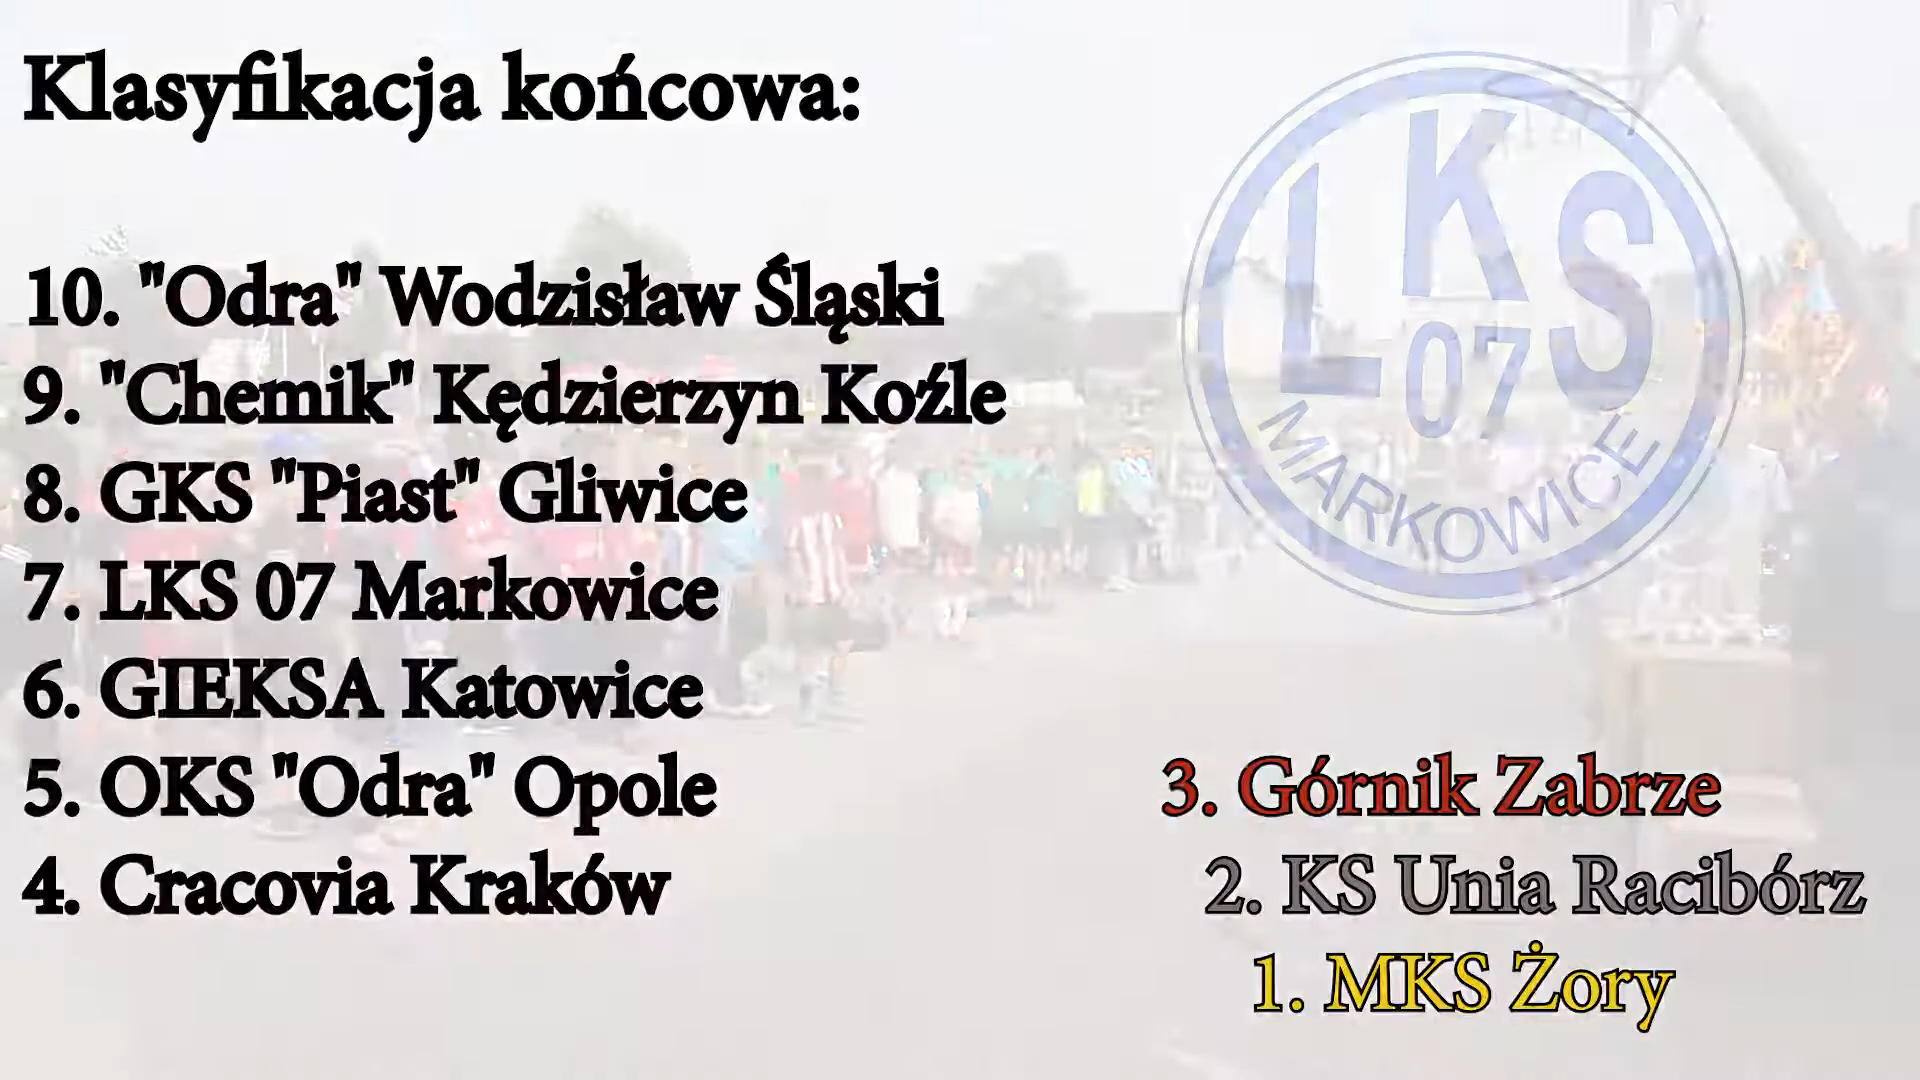 Klasyfikacja końcowa:
10. "Odra" Wodzisław Śląski
9. "Chemik" Kędzierzyn Koźle
8. GKS "Piast" Gliwice
7. LKS 07 Markowice
6. GIEKSA Katowice
5. OKS "Odra" Opole
4. Cracovia Kraków
LKS
07
MARKOWICE
3. Górnik Zabrze
2. KS Unia Racibórz
1. MKS Żory